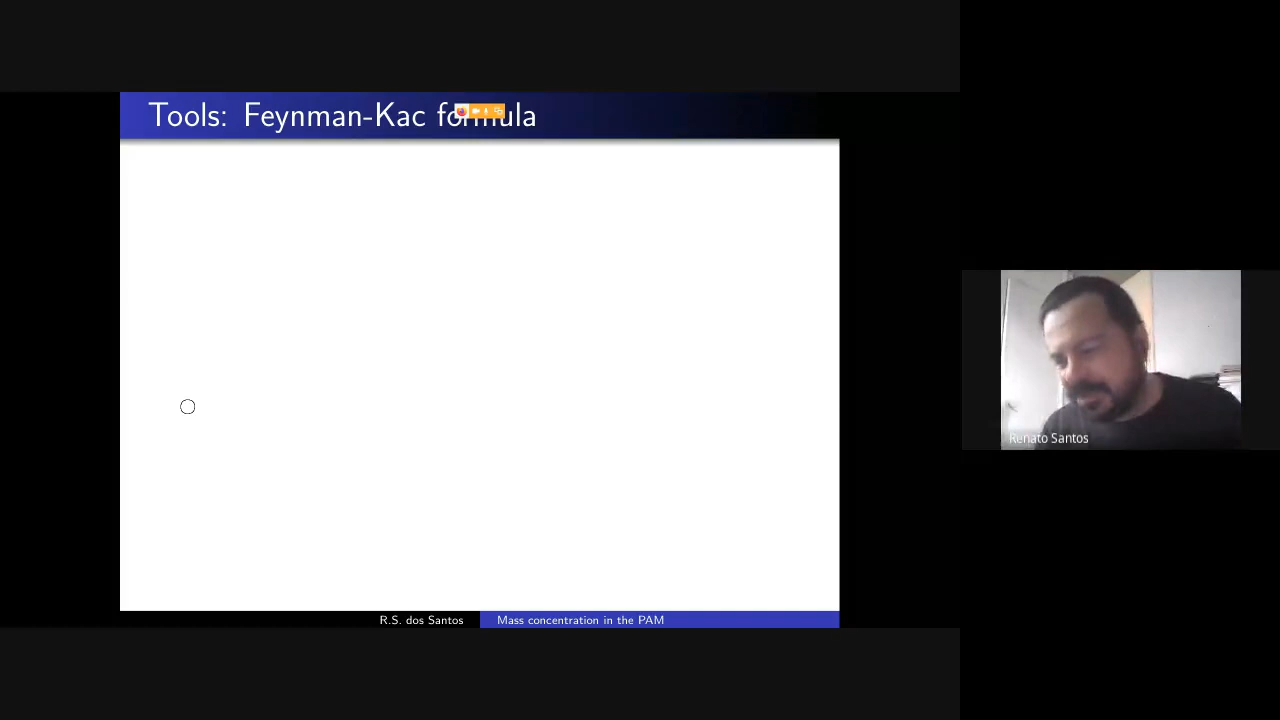 Tools: Feynman-Kac formula
Renato Santos
R.S. dos Santos
Mass concentration in the PAM